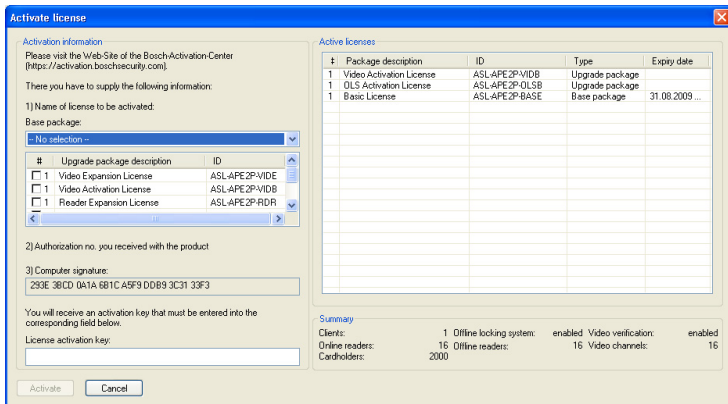 Activate license
Activation information
Please visit the Web-Site of the Bosch-Activation-Center
(https://activation.boschsecurity.com).
There you have to supply the following information:
1) Name of license to be activated:
Base package:
-- No selection --
# Upgrade package description ID
1 Video Expansion License ASL-APE2P-VIDE
1 Video Activation License ASL-APE2P-VIDB
1 Reader Expansion License ASL-APE2P-RDR
2) Authorization no. you received with the product
3) Computer signature:
293E 3BCD 0A1A 6B1C A5F9 DDB9 3C31 33F3
You will receive an activation key that must be entered into the
corresponding field below.
License activation key:
Activate Cancel
Active licenses
‡ Package description ID Type Expiry date
1 Video Activation License ASL-APE2P-VIDB Upgrade package
1 OLS Activation License ASL-APE2P-OLSB Upgrade package
1 Basic License ASL-APE2P-BASE Base package 31.08.2009 ...
Summary
Clients: 1 Offline locking system: enabled Video verification: enabled
Online readers: 16 Offline readers: 16 Video channels: 16
Cardholders: 2000